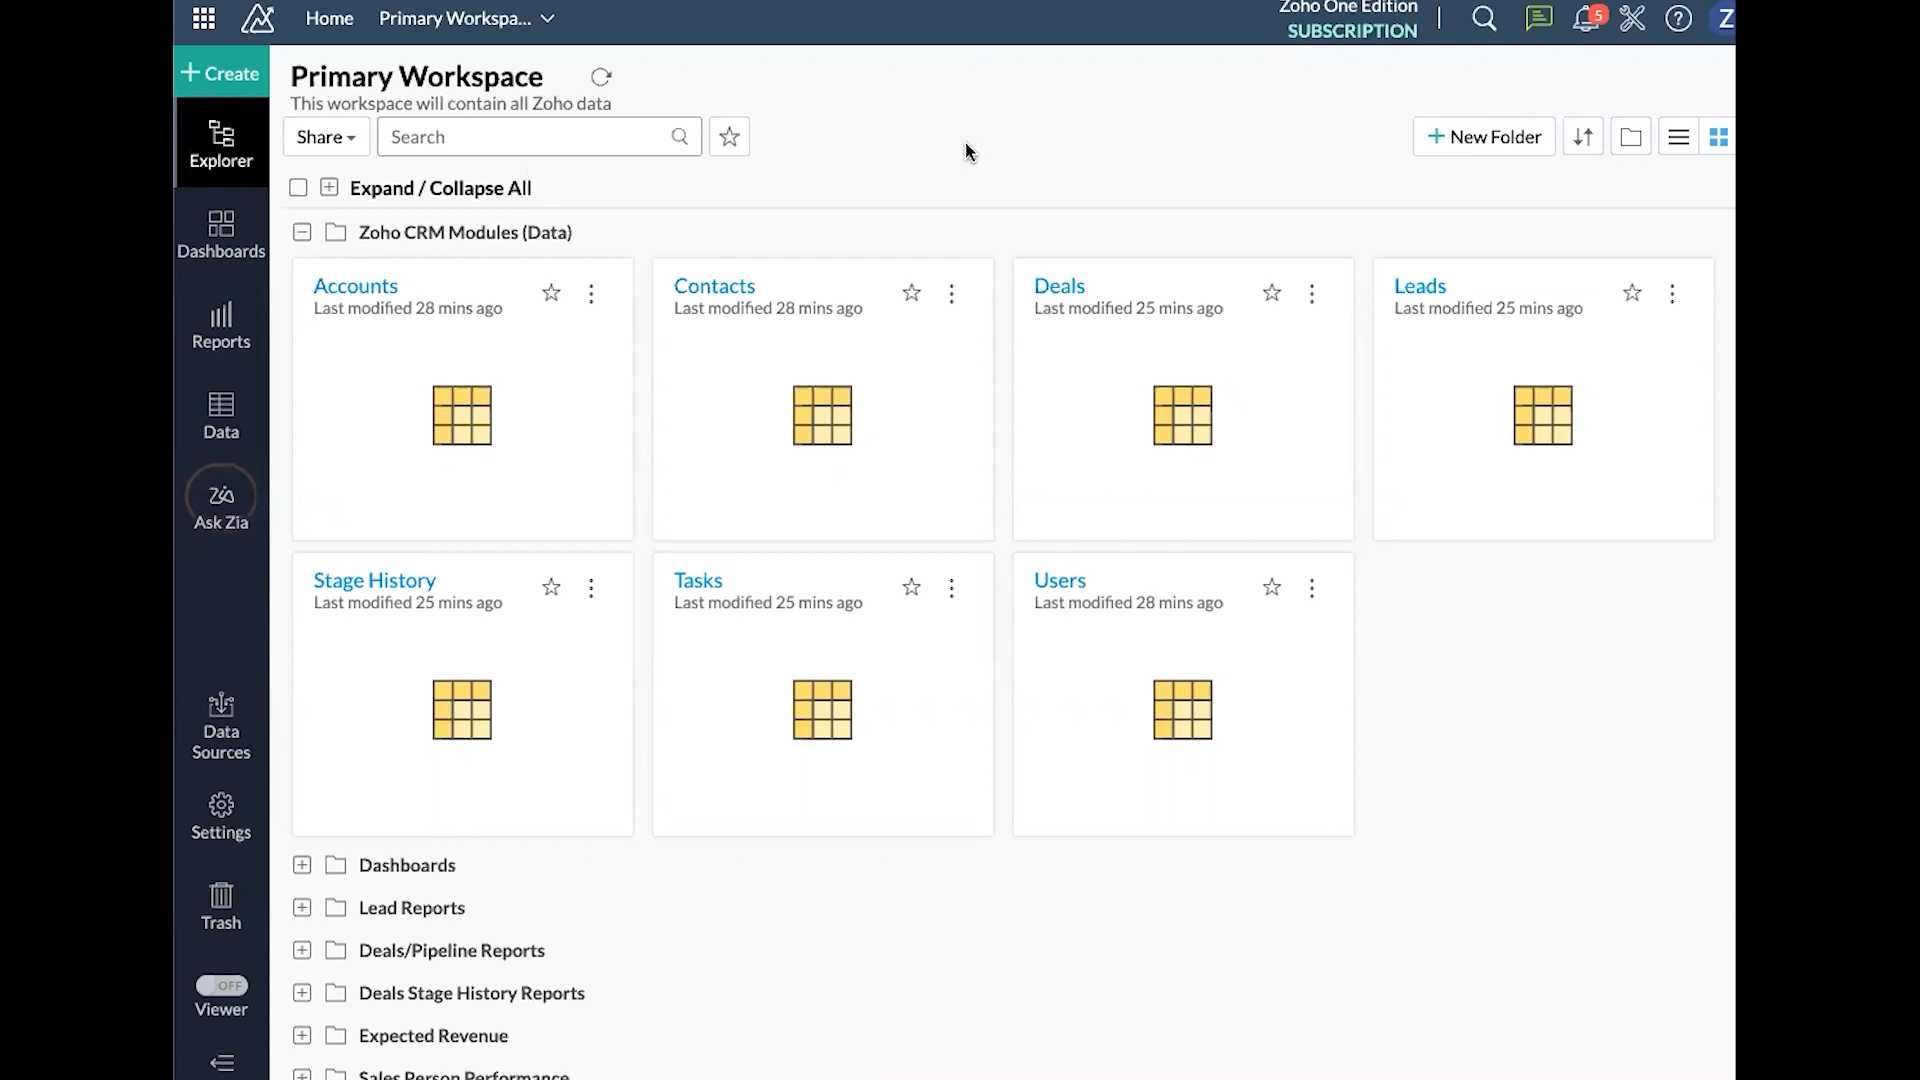 Home
Primary Workspa...
Zoho One Edition
SUBSCRIPTION
5
Z
Create
Primary Workspace
This workspace will contain all Zoho data
Share
Search
New Folder
Explorer
Expand / Collapse All
Dashboards
Zoho CRM Modules (Data)
Accounts
Last modified 28 mins ago
Contacts
Last modified 28 mins ago
Deals
Last modified 25 mins ago
Leads
Last modified 25 mins ago
Reports
Data
Ask Zia
Stage History
Last modified 25 mins ago
Tasks
Last modified 25 mins ago
Users
Last modified 28 mins ago
Data
Sources
Settings
Trash
OFF
Viewer
Dashboards
Lead Reports
Deals/Pipeline Reports
Deals Stage History Reports
Expected Revenue
Sales Person Performance